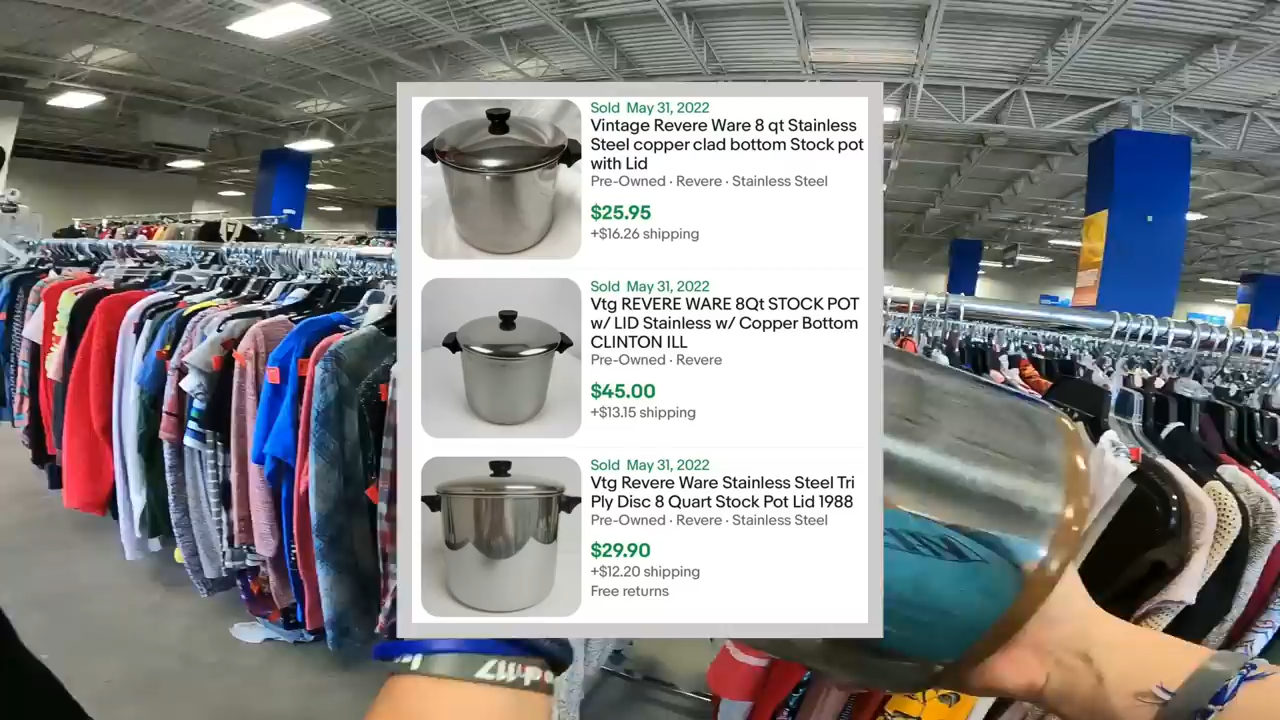 Sold May 31, 2022
Vintage Revere Ware 8 qt Stainless
Steel copper clad bottom Stock pot
with Lid
Pre-Owned · Revere · Stainless Steel
$25.95
+$16.26 shipping
Sold May 31, 2022
Vtg REVERE WARE 8Qt STOCK POT
w/ LID Stainless w/ Copper Bottom
CLINTON ILL
Pre-Owned · Revere
$45.00
+$13.15 shipping
Sold May 31, 2022
Vtg Revere Ware Stainless Steel Tri
Ply Disc 8 Quart Stock Pot Lid 1988
Pre-Owned · Revere · Stainless Steel
$29.90
+$12.20 shipping
Free returns